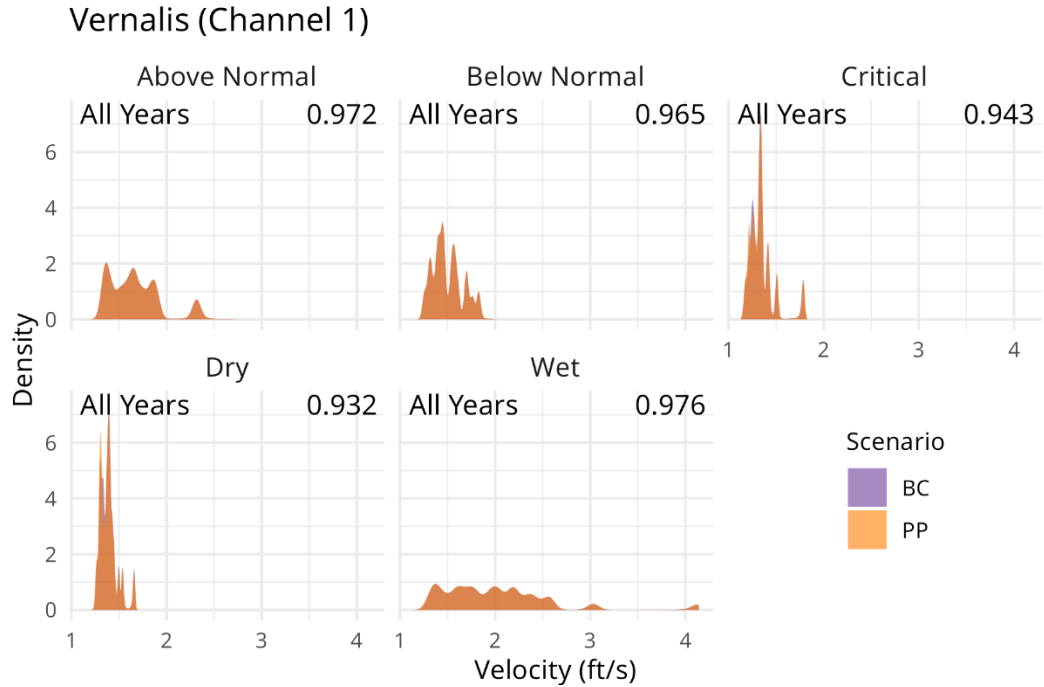 Vernalis (Channel 1)
Above Normal
Below Normal
Critical
All Years 0.972
All Years 0.965
All Years 0.943
6
4
2
0
1 2 3 4
Dry
Wet
All Years 0.932
All Years 0.976
6
4
2
0
1 2 3 4
1 2 3 4
Density
Velocity (ft/s)
Scenario
BC
PP